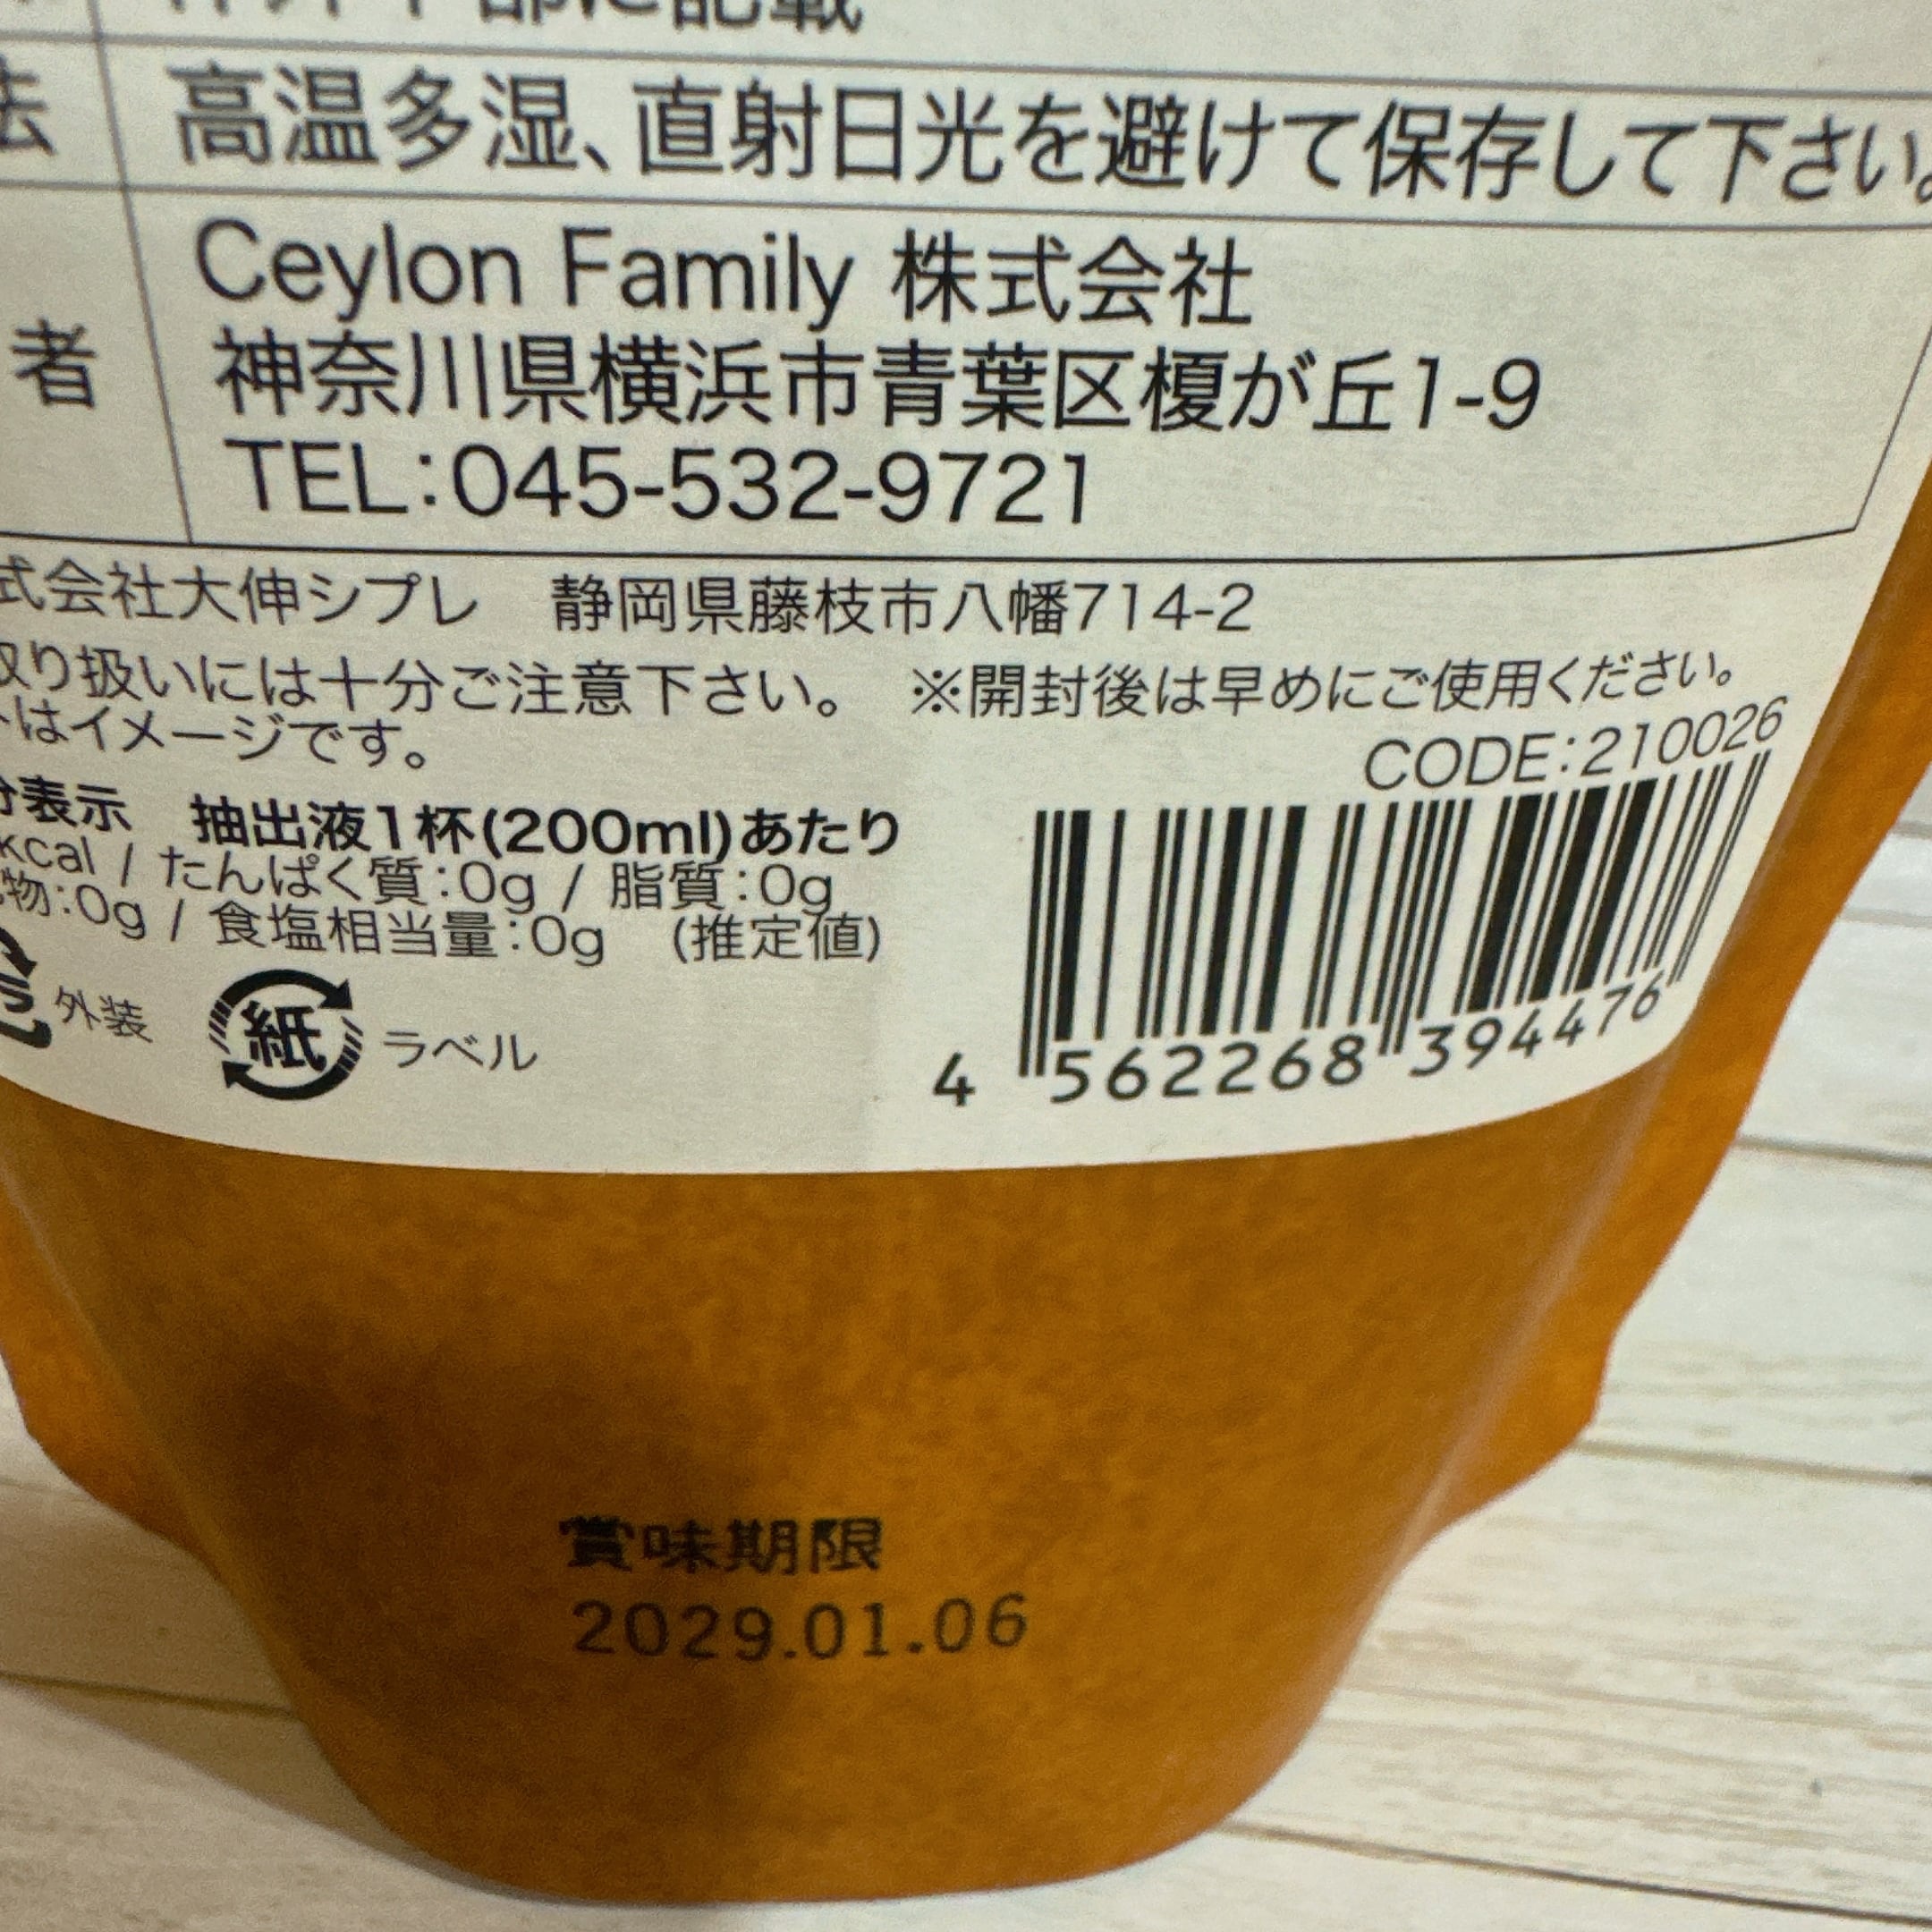 部に記載
法 高温多湿、直射日光を避けて保存して下さい。
者 Ceylon Family 株式会社
神奈川県横浜市青葉区榎が丘1-9
TEL:045-532-9721
式会社大伸シプレ 静岡県藤枝市八幡714-2
取り扱いには十分ご注意下さい。 ※開封後は早めにご使用ください。
はイメージです。
CODE:210026
分表示 抽出液1杯(200ml)あたり
kcal / たんぱく質:0g / 脂質:0g
物:0g / 食塩相当量:0g (推定値)
外装 紙 ラベル
4 562268 394476
賞味期限
2029.01.06